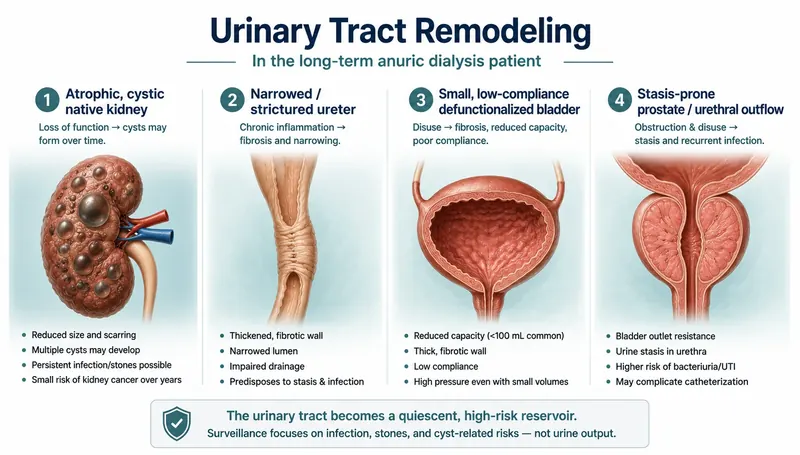 Urinary Tract Remodeling
In the long-term anuric dialysis patient
1 Atrophic, cystic
native kidney
Loss of function → cysts may
form over time.
Reduced size and scarring
Multiple cysts may develop
Persistent infection/stones possible
Small risk of kidney cancer over years
2 Narrowed /
strictured ureter
Chronic inflammation →
fibrosis and narrowing.
Thickened, fibrotic wall
Narrowed lumen
Impaired drainage
Predisposes to stasis & infection
3 Small, low-compliance
defunctionalized bladder
Disuse → fibrosis, reduced capacity,
poor compliance.
Reduced capacity (<100 mL common)
Thick, fibrotic wall
Low compliance
High pressure even with small volumes
4 Stasis-prone
prostate / urethral outflow
Obstruction & disuse →
stasis and recurrent infection.
Bladder outlet resistance
Urine stasis in urethra
Higher risk of bacteriuria/UTI
May complicate catheterization
The urinary tract becomes a quiescent, high-risk reservoir.
Surveillance focuses on infection, stones, and cyst-related risks — not urine output.